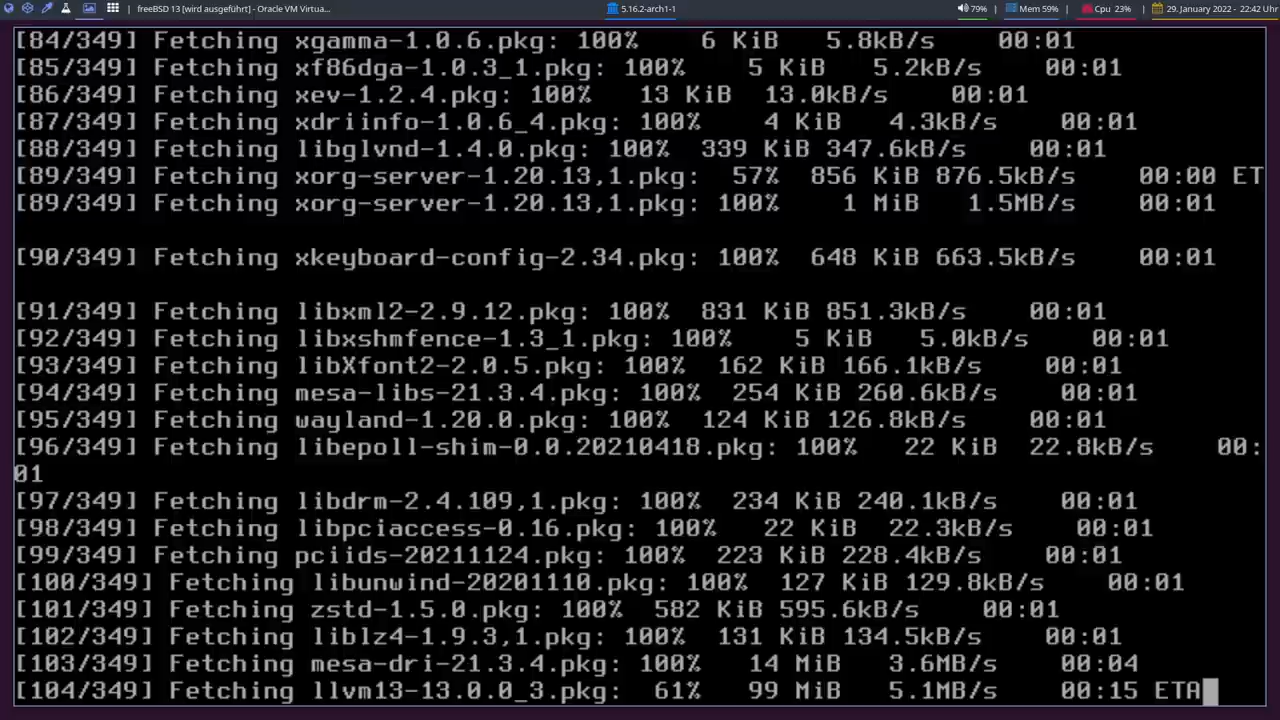 freeBSD 13 [wird ausgeführt] - Oracle VM Virtua...
5.16.2-arch1-1
79%
Mem 59%
Cpu 23%
29. January 2022 - 22:42 Uhr
[84/349] Fetching xgamma-1.0.6.pkg: 100%    6 KiB   5.8kB/s    00:01
[85/349] Fetching xf86dga-1.0.3_1.pkg: 100%    5 KiB   5.2kB/s    00:01
[86/349] Fetching xev-1.2.4.pkg: 100%   13 KiB  13.0kB/s    00:01
[87/349] Fetching xdriinfo-1.0.6_4.pkg: 100%    4 KiB   4.3kB/s    00:01
[88/349] Fetching libglvnd-1.4.0.pkg: 100%  339 KiB 347.6kB/s    00:01
[89/349] Fetching xorg-server-1.20.13,1.pkg:  57%  856 KiB 876.5kB/s    00:00 ET
[89/349] Fetching xorg-server-1.20.13,1.pkg: 100%    1 MiB   1.5MB/s    00:01
[90/349] Fetching xkeyboard-config-2.34.pkg: 100%  648 KiB 663.5kB/s    00:01
[91/349] Fetching libxml2-2.9.12.pkg: 100%  831 KiB 851.3kB/s    00:01
[92/349] Fetching libxshmfence-1.3_1.pkg: 100%    5 KiB   5.0kB/s    00:01
[93/349] Fetching libXfont2-2.0.5.pkg: 100%  162 KiB 166.1kB/s    00:01
[94/349] Fetching mesa-libs-21.3.4.pkg: 100%  254 KiB 260.6kB/s    00:01
[95/349] Fetching wayland-1.20.0.pkg: 100%  124 KiB 126.8kB/s    00:01
[96/349] Fetching libepoll-shim-0.0.20210418.pkg: 100%   22 KiB  22.8kB/s    00:
01
[97/349] Fetching libdrm-2.4.109,1.pkg: 100%  234 KiB 240.1kB/s    00:01
[98/349] Fetching libpciaccess-0.16.pkg: 100%   22 KiB  22.3kB/s    00:01
[99/349] Fetching pciids-20211124.pkg: 100%  223 KiB 228.4kB/s    00:01
[100/349] Fetching libunwind-20201110.pkg: 100%  127 KiB 129.8kB/s    00:01
[101/349] Fetching zstd-1.5.0.pkg: 100%  582 KiB 595.6kB/s    00:01
[102/349] Fetching liblz4-1.9.3,1.pkg: 100%  131 KiB 134.5kB/s    00:01
[103/349] Fetching mesa-dri-21.3.4.pkg: 100%   14 MiB   3.6MB/s    00:04
[104/349] Fetching llvm13-13.0.0_3.pkg:  61%   99 MiB   5.1MB/s    00:15 ETA